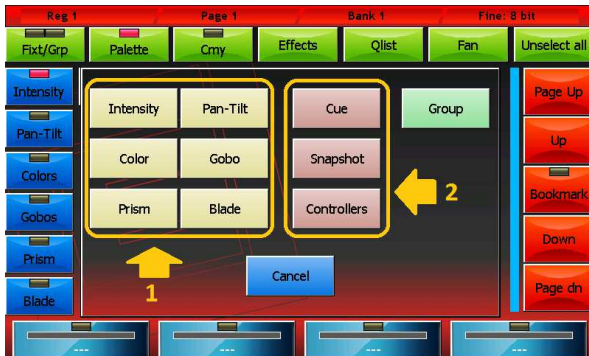 Reg 1 Page 1 Bank 1 Fine: 8 bit
Fixt/Grp Palette Cmy Effects Qlist Fan Unselect all
Intensity
Pan-Tilt
Colors
Gobos
Prism
Blade
Intensity Pan-Tilt Cue Group
Color Gobo Snapshot
Prism Blade Controllers
2
1
Cancel
Page Up
Up
Bookmark
Down
Page dn
--- --- --- ---